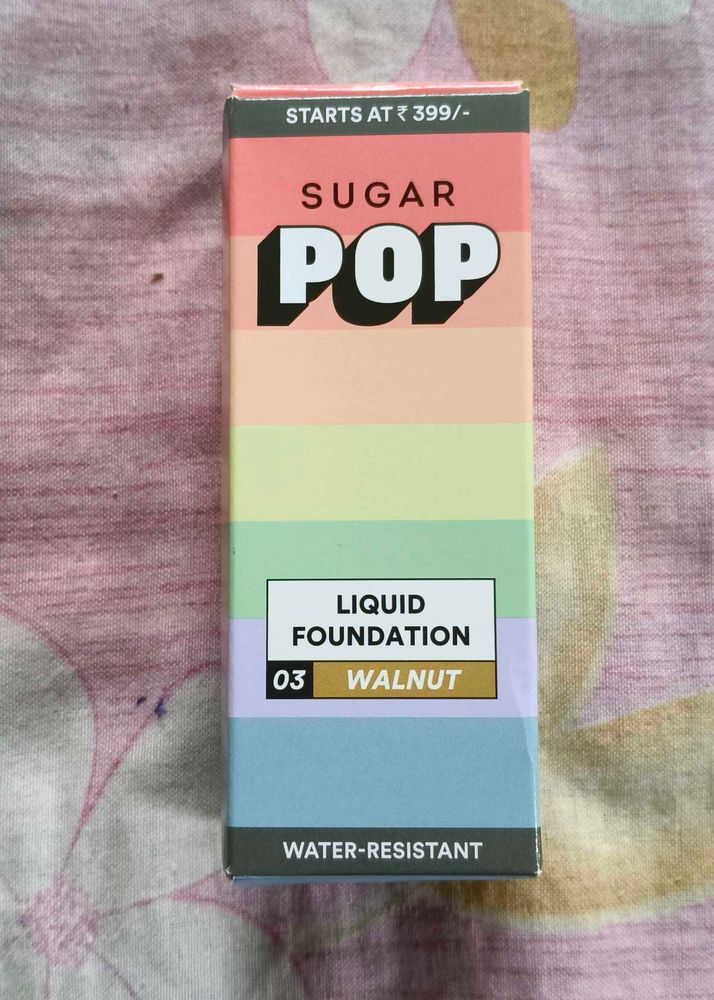 STARTS AT ₹ 399/-
SUGAR
POP
LIQUID
FOUNDATION
03 WALNUT
WATER-RESISTANT